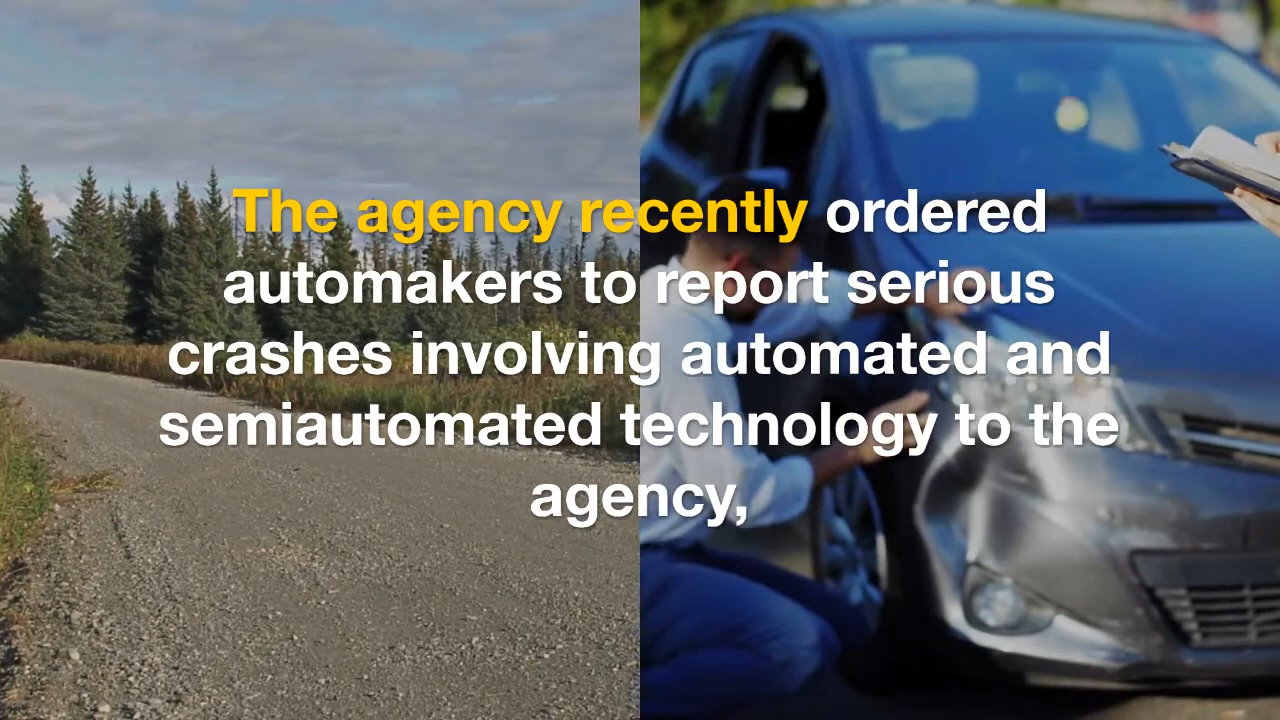 The agency recently ordered
automakers to report serious
crashes involving automated and
semiautomated technology to the
agency,